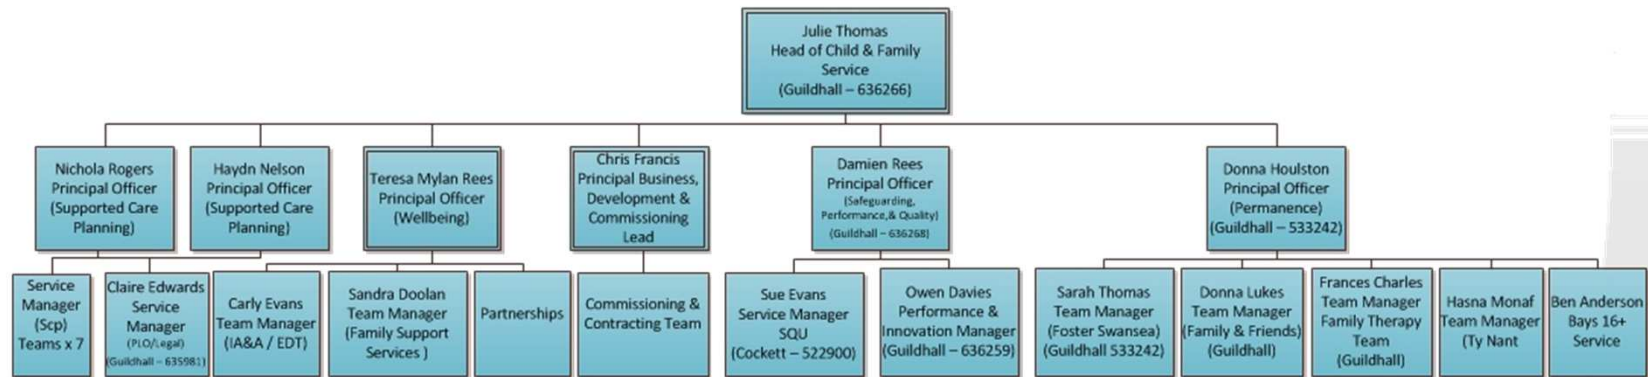 Julie Thomas
Head of Child & Family
Service
(Guildhall – 636266)
Nichola Rogers
Principal Officer
(Supported Care
Planning)
Haydn Nelson
Principal Officer
(Supported Care
Planning)
Teresa Mylan Rees
Principal Officer
(Wellbeing)
Chris Francis
Principal Business,
Development &
Commissioning
Lead
Damien Rees
Principal Officer
(Safeguarding,
Performance,& Quality)
(Guildhall – 636268)
Donna Houlston
Principal Officer
(Permanence)
(Guildhall – 533242)
Service
Manager
(Scp)
Teams x 7
Claire Edwards
Service
Manager
(PLO/Legal)
(Guildhall – 635981)
Carly Evans
Team Manager
(IA&A / EDT)
Sandra Doolan
Team Manager
(Family Support
Services )
Partnerships
Commissioning &
Contracting Team
Sue Evans
Service Manager
SQU
(Cockett – 522900)
Owen Davies
Performance &
Innovation Manager
(Guildhall – 636259)
Sarah Thomas
Team Manager
(Foster Swansea)
(Guildhall 533242)
Donna Lukes
Team Manager
(Family & Friends)
(Guildhall)
Frances Charles
Team Manager
Family Therapy
Team
(Guildhall)
Hasna Monaf
Team Manager
(Ty Nant
Ben Anderson
Bays 16+
Service